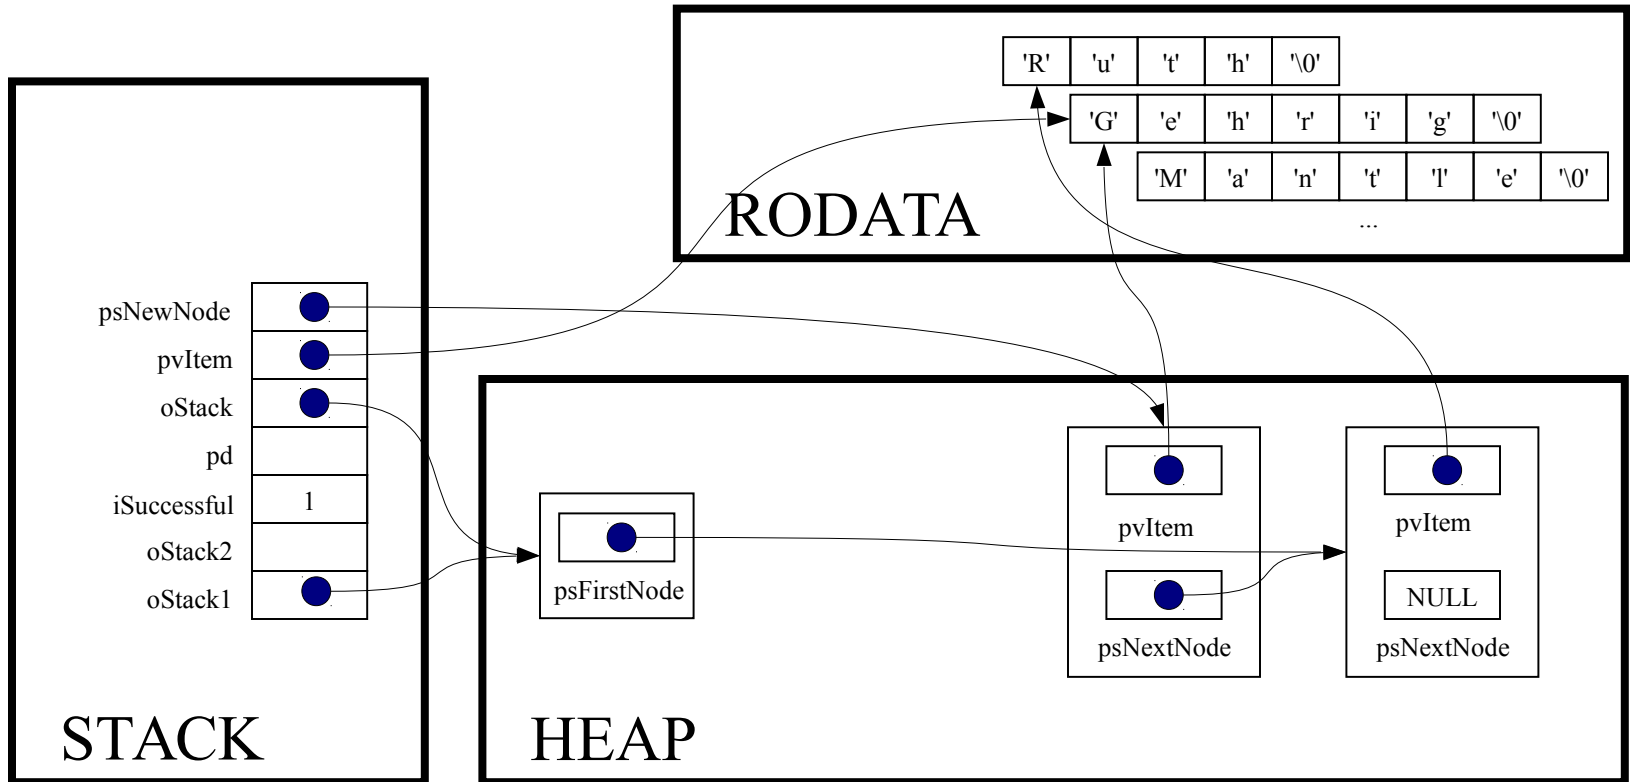 'R' 'u' 't' 'h' '\0'
'G' 'e' 'h' 'r' 'i' 'g' '\0'
'M' 'a' 'n' 't' 'l' 'e' '\0'
...
RODATA
psNewNode
pvItem
oStack
pd
iSuccessful 1
oStack2
oStack1
STACK
psFirstNode
pvItem
psNextNode
pvItem
NULL
psNextNode
HEAP